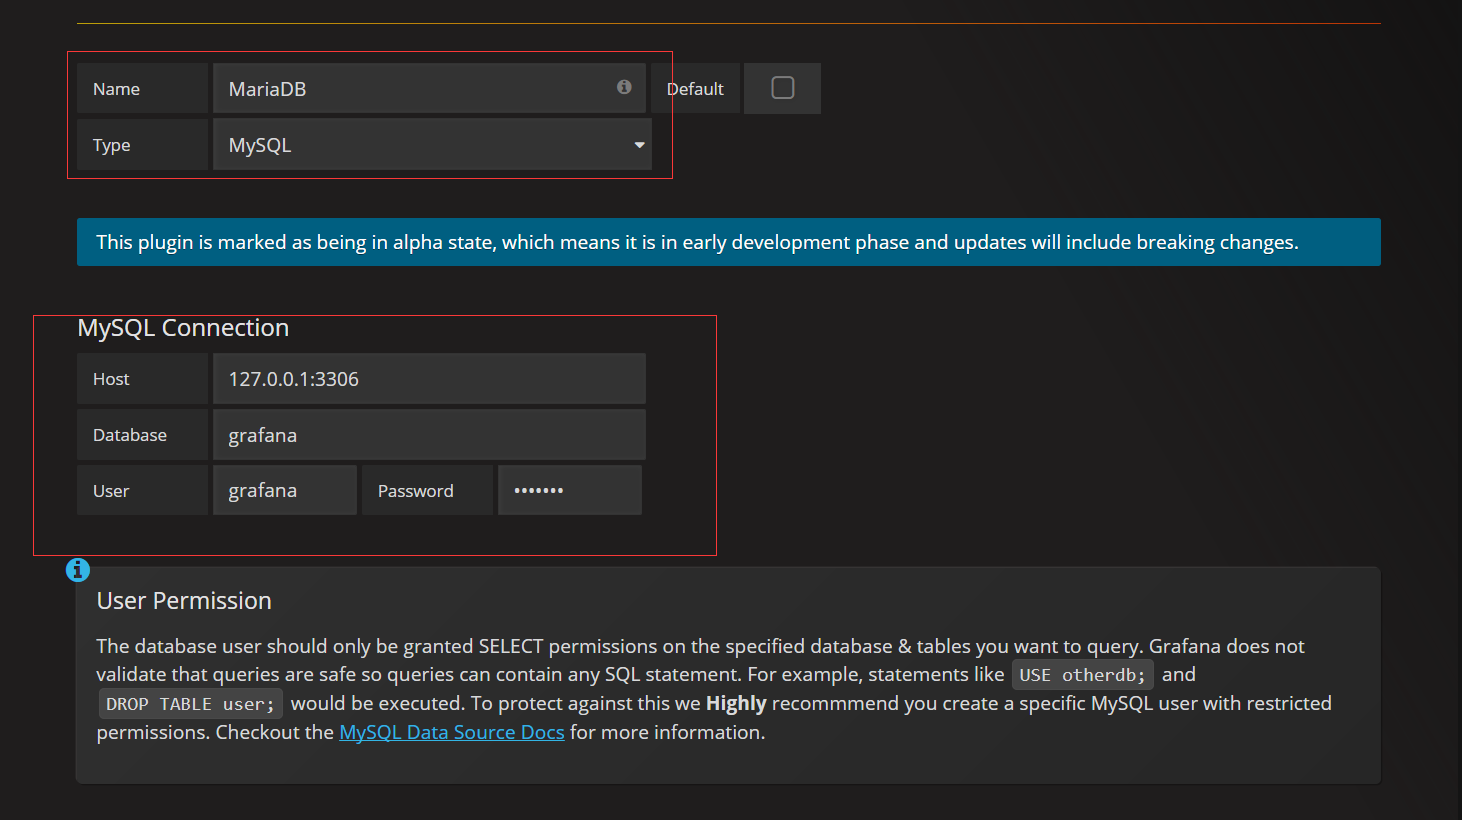 Name MariaDB Default
Type MySQL
This plugin is marked as being in alpha state, which means it is in early development phase and updates will include breaking changes.
MySQL Connection
Host 127.0.0.1:3306
Database grafana
User grafana Password •••••••
User Permission
The database user should only be granted SELECT permissions on the specified database & tables you want to query. Grafana does not
validate that queries are safe so queries can contain any SQL statement. For example, statements like USE otherdb; and
DROP TABLE user; would be executed. To protect against this we Highly recommmend you create a specific MySQL user with restricted
permissions. Checkout the MySQL Data Source Docs for more information.